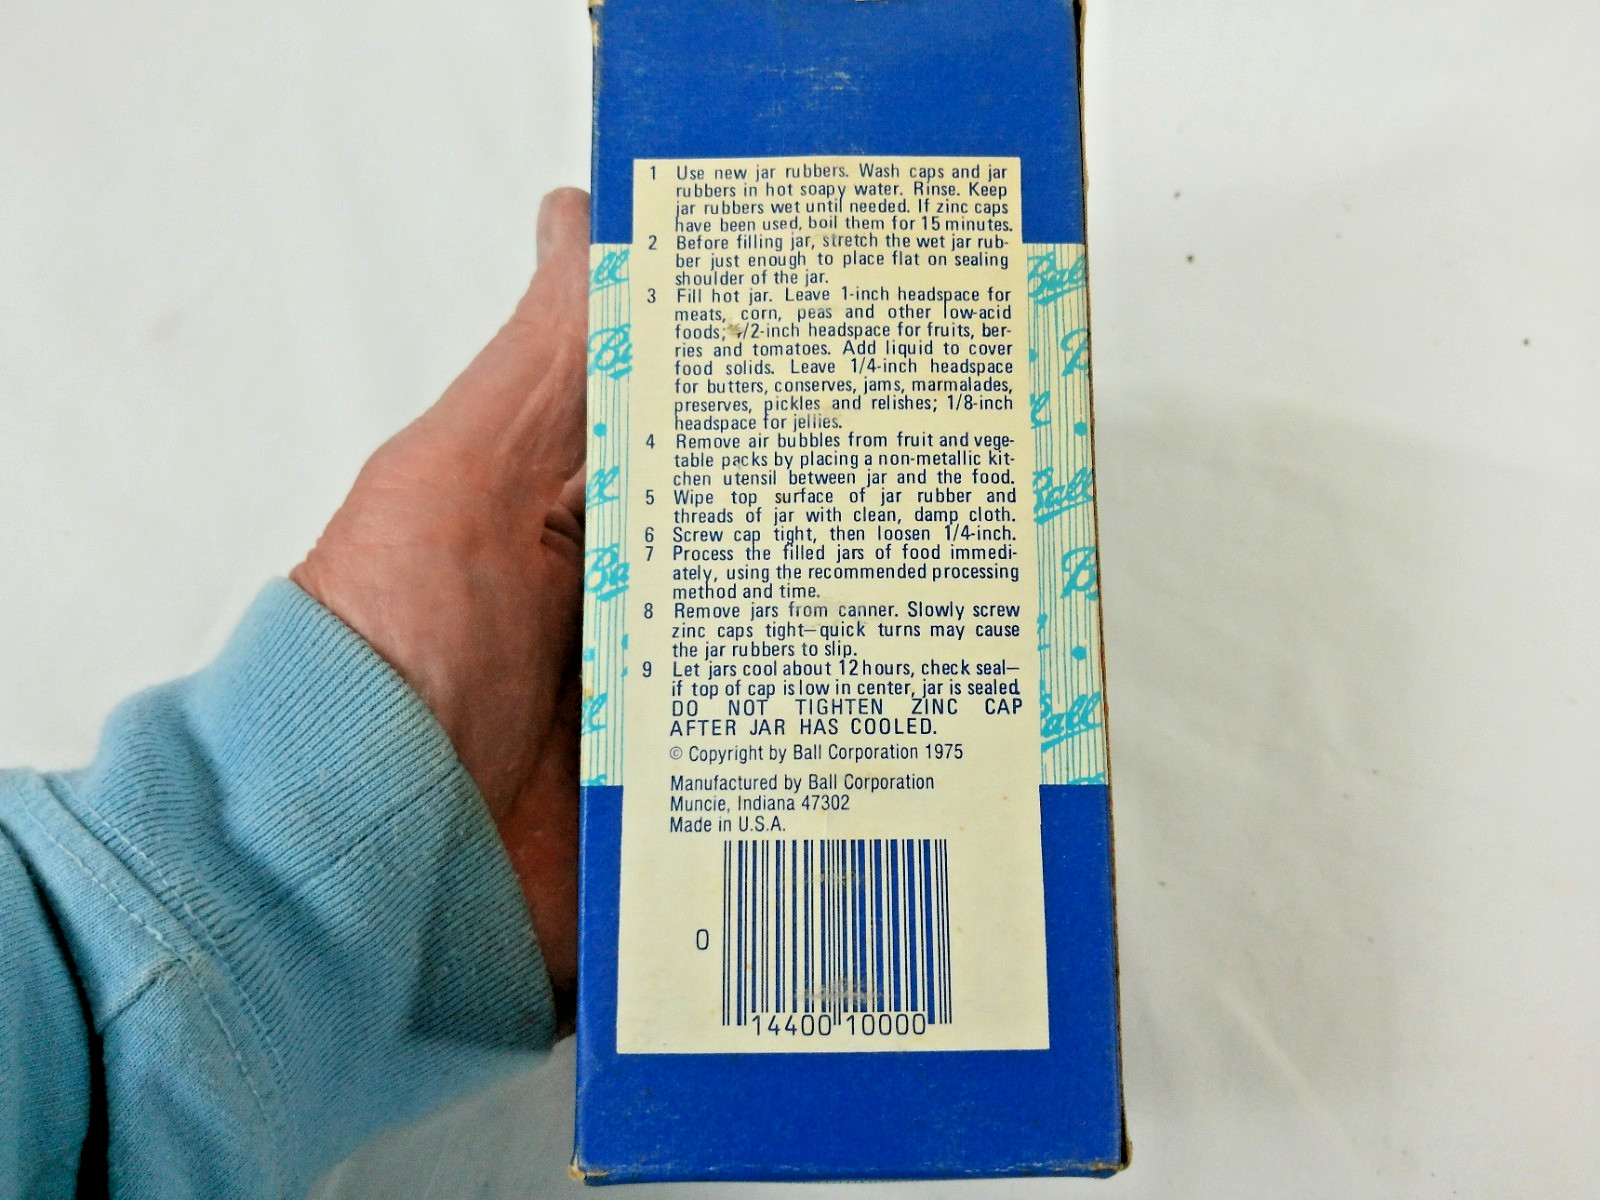 1 Use new jar rubbers. Wash caps and jar
rubbers in hot soapy water. Rinse. Keep
jar rubbers wet until needed. If zinc caps
have been used, boil them for 15 minutes.
2 Before filling jar, stretch the wet jar rub-
ber just enough to place flat on sealing
shoulder of the jar.
3 Fill hot jar. Leave 1-inch headspace for
meats, corn, peas and other low-acid
foods; 1/2-inch headspace for fruits, ber-
ries and tomatoes. Add liquid to cover
food solids. Leave 1/4-inch headspace
for butters, conserves, jams, marmalades,
preserves, pickles and relishes; 1/8-inch
headspace for jellies.
4 Remove air bubbles from fruit and vege-
table packs by placing a non-metallic kit-
chen utensil between jar and the food.
5 Wipe top surface of jar rubber and
threads of jar with clean, damp cloth.
6 Screw cap tight, then loosen 1/4-inch.
7 Process the filled jars of food immedi-
ately, using the recommended processing
method and time.
8 Remove jars from canner. Slowly screw
zinc caps tight—quick turns may cause
the jar rubbers to slip.
9 Let jars cool about 12 hours, check seal—
if top of cap is low in center, jar is sealed.
DO NOT TIGHTEN ZINC CAP
AFTER JAR HAS COOLED.
© Copyright by Ball Corporation 1975
Manufactured by Ball Corporation
Muncie, Indiana 47302
Made in U.S.A.
0 14400 10000
Ball
Ball
Ball